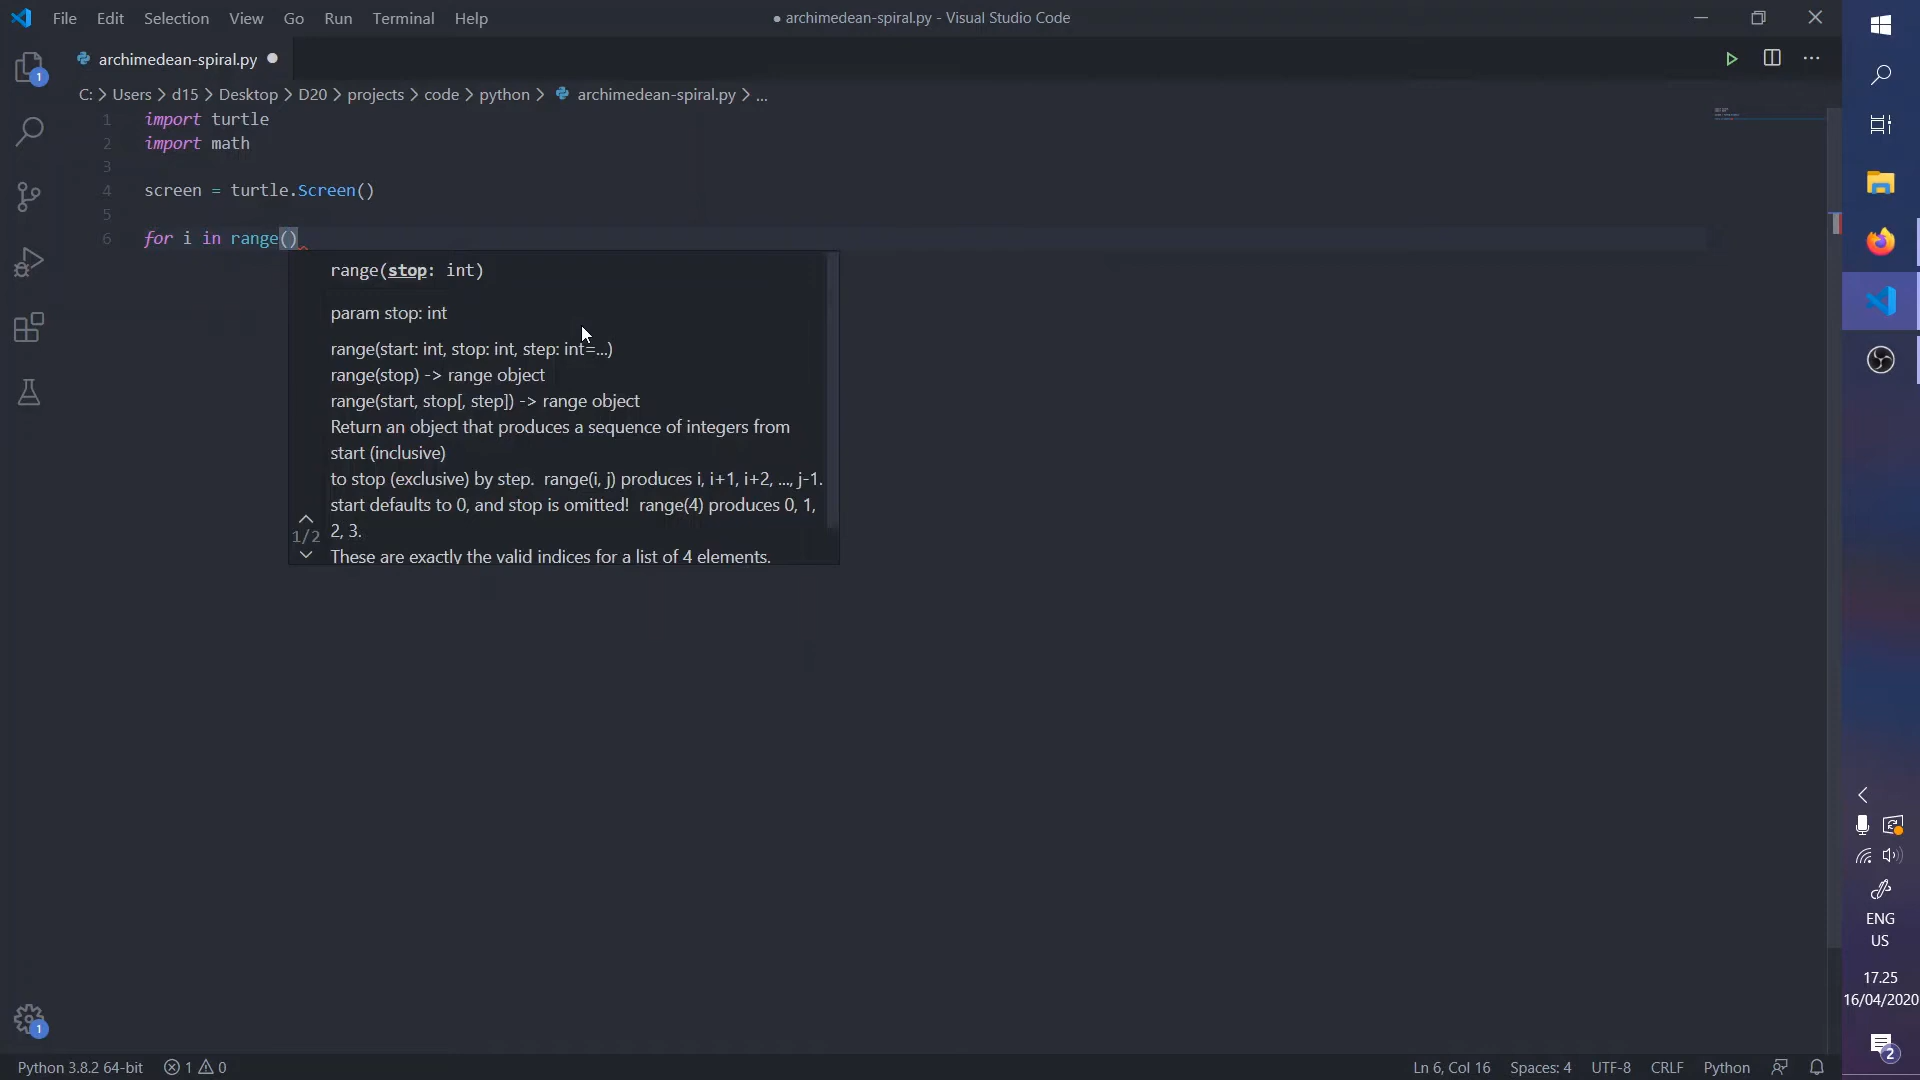 File Edit Selection View Go Run Terminal Help
● archimedean-spiral.py - Visual Studio Code
archimedean-spiral.py
1
C: > Users > d15 > Desktop > D20 > projects > code > python > archimedean-spiral.py > ...
1 import turtle
2 import math
3
4 screen = turtle.Screen()
5
6 for i in range()
range(stop: int)
param stop: int
range(start: int, stop: int, step: int=...)
range(stop) -> range object
range(start, stop[, step]) -> range object
Return an object that produces a sequence of integers from
start (inclusive)
to stop (exclusive) by step. range(i, j) produces i, i+1, i+2, ..., j-1.
start defaults to 0, and stop is omitted! range(4) produces 0, 1,
2, 3.
1/2
These are exactly the valid indices for a list of 4 elements.
ENG
US
17.25
16/04/2020
1
2
Python 3.8.2 64-bit 1 0 Ln 6, Col 16 Spaces: 4 UTF-8 CRLF Python